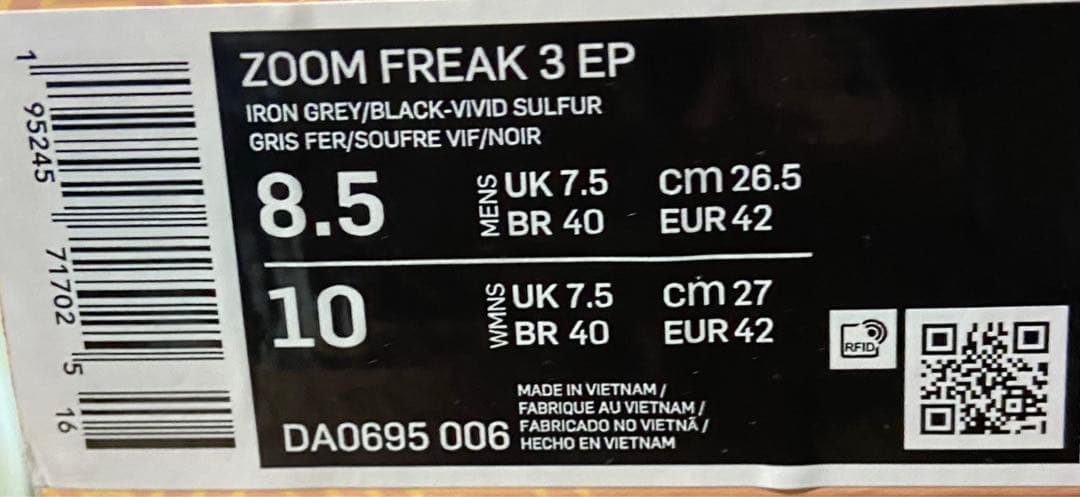 1 95245 71702 5 16
ZOOM FREAK 3 EP
IRON GREY/BLACK-VIVID SULFUR
GRIS FER/SOUFRE VIF/NOIR
8.5 MENS UK 7.5 cm 26.5
BR 40 EUR 42
10 WMNS UK 7.5 cm 27
BR 40 EUR 42
RFID
MADE IN VIETNAM /
FABRIQUE AU VIETNAM /
FABRICADO NO VIETNÃ /
HECHO EN VIETNAM
DA0695 006